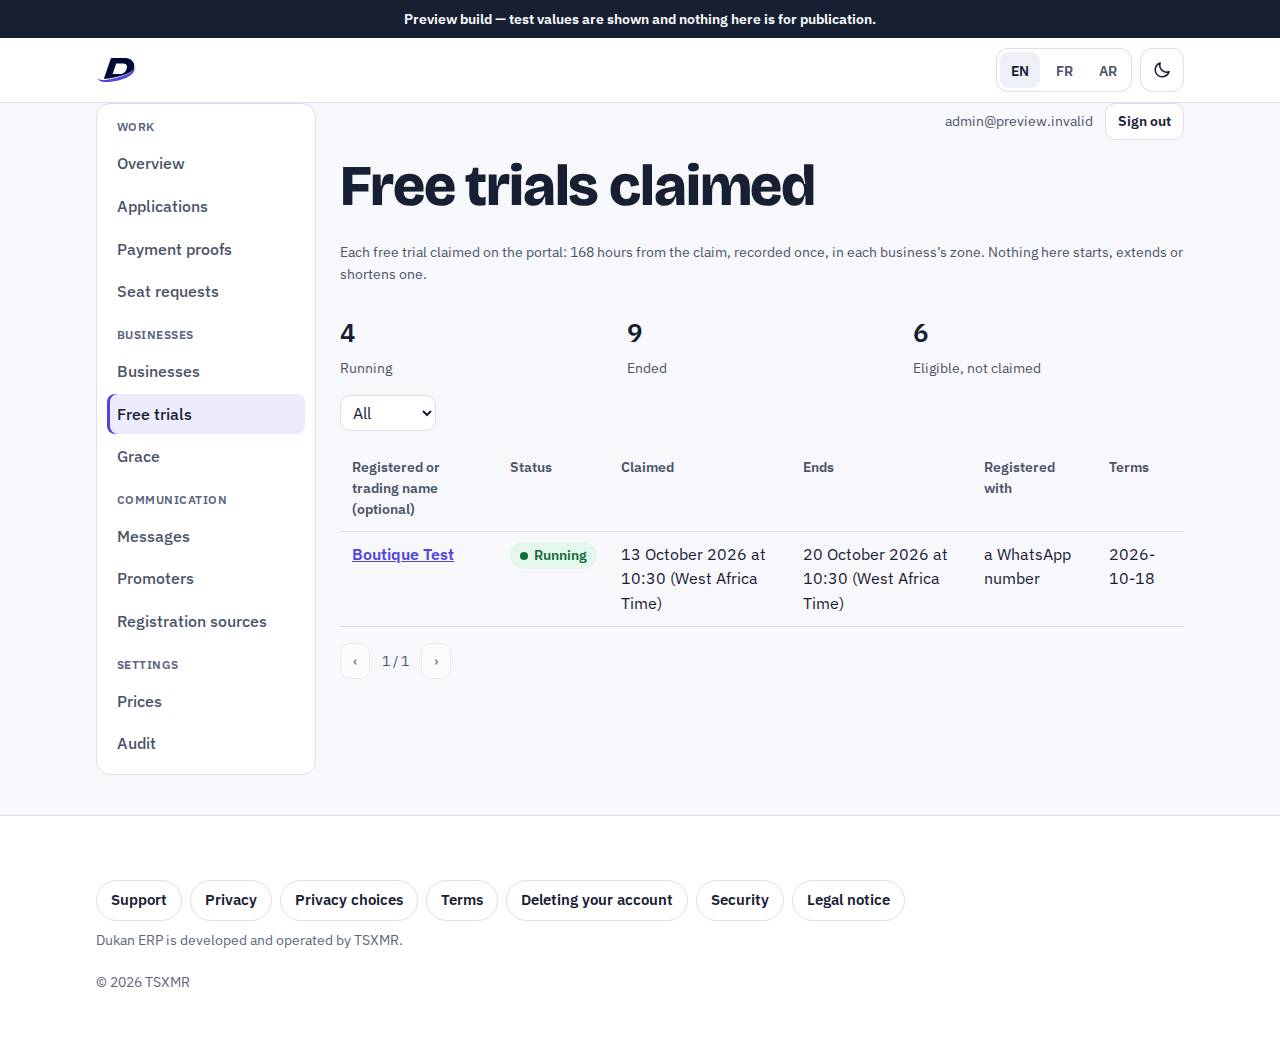 Preview build — test values are shown and nothing here is for publication.
D
EN FR AR
WORK
Overview
Applications
Payment proofs
Seat requests
BUSINESSES
Businesses
Free trials
Grace
COMMUNICATION
Messages
Promoters
Registration sources
SETTINGS
Prices
Audit
admin@preview.invalid Sign out
Free trials claimed
Each free trial claimed on the portal: 168 hours from the claim, recorded once, in each business’s zone. Nothing here starts, extends or
shortens one.
4 9 6
Running Ended Eligible, not claimed
All
Registered or trading name (optional) Status Claimed Ends Registered with Terms
Boutique Test Running 13 October 2026 at 10:30 (West Africa Time) 20 October 2026 at 10:30 (West Africa Time) a WhatsApp number 2026-10-18
‹ 1 / 1 ›
Support Privacy Privacy choices Terms Deleting your account Security Legal notice
Dukan ERP is developed and operated by TSXMR.
© 2026 TSXMR